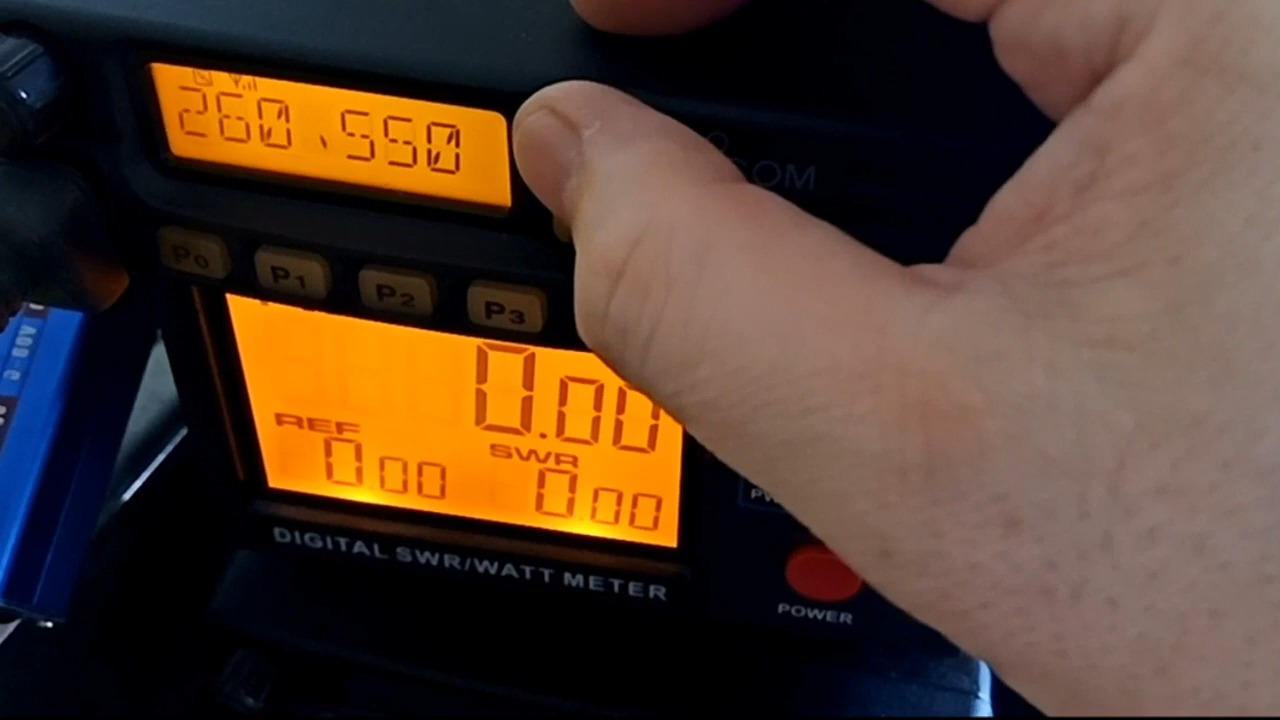 260.550
COM
P0 P1 P2 P3
0.00
REF
SWR
0.00 0.00
DIGITAL SWR/WATT METER
POWER